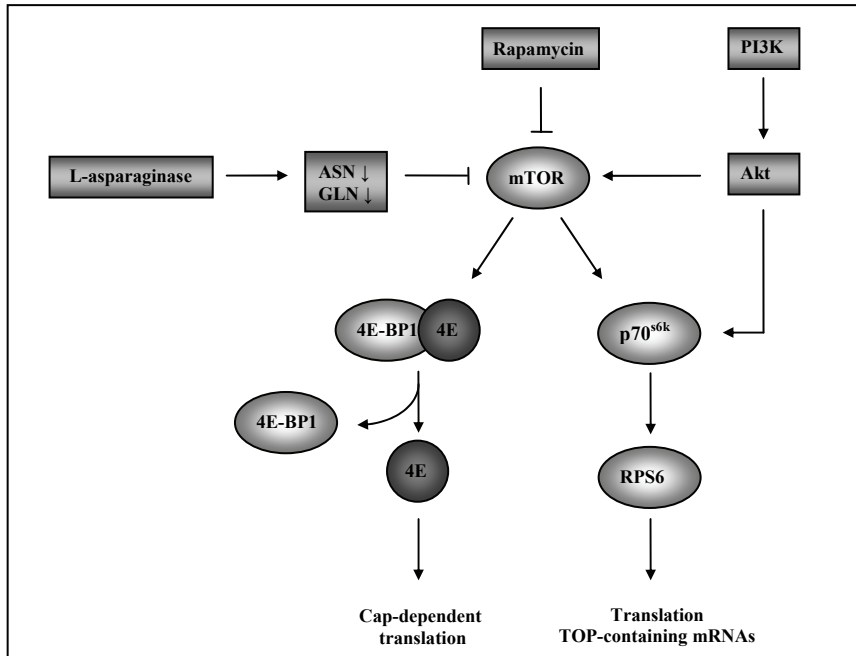 Rapamycin
PI3K
L-asparaginase
ASN ↓
GLN ↓
mTOR
Akt
4E-BP1
4E
p70s6k
4E-BP1
4E
RPS6
Cap-dependent
translation
Translation
TOP-containing mRNAs